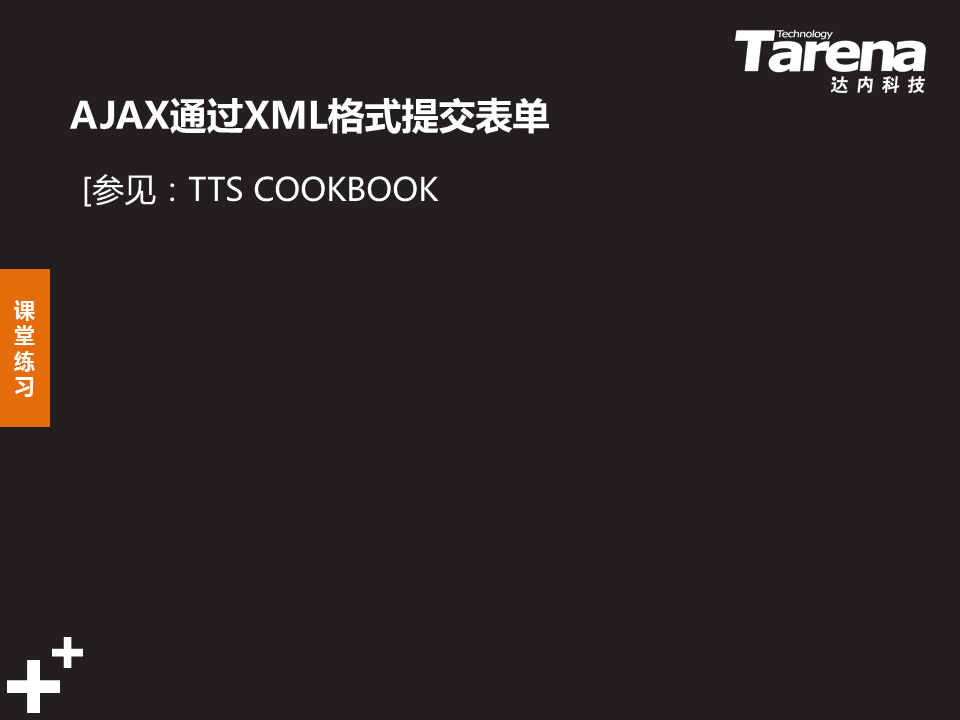 Technology
Tarena
达内科技
AJAX通过XML格式提交表单
[参见：TTS COOKBOOK
课
堂
练
习